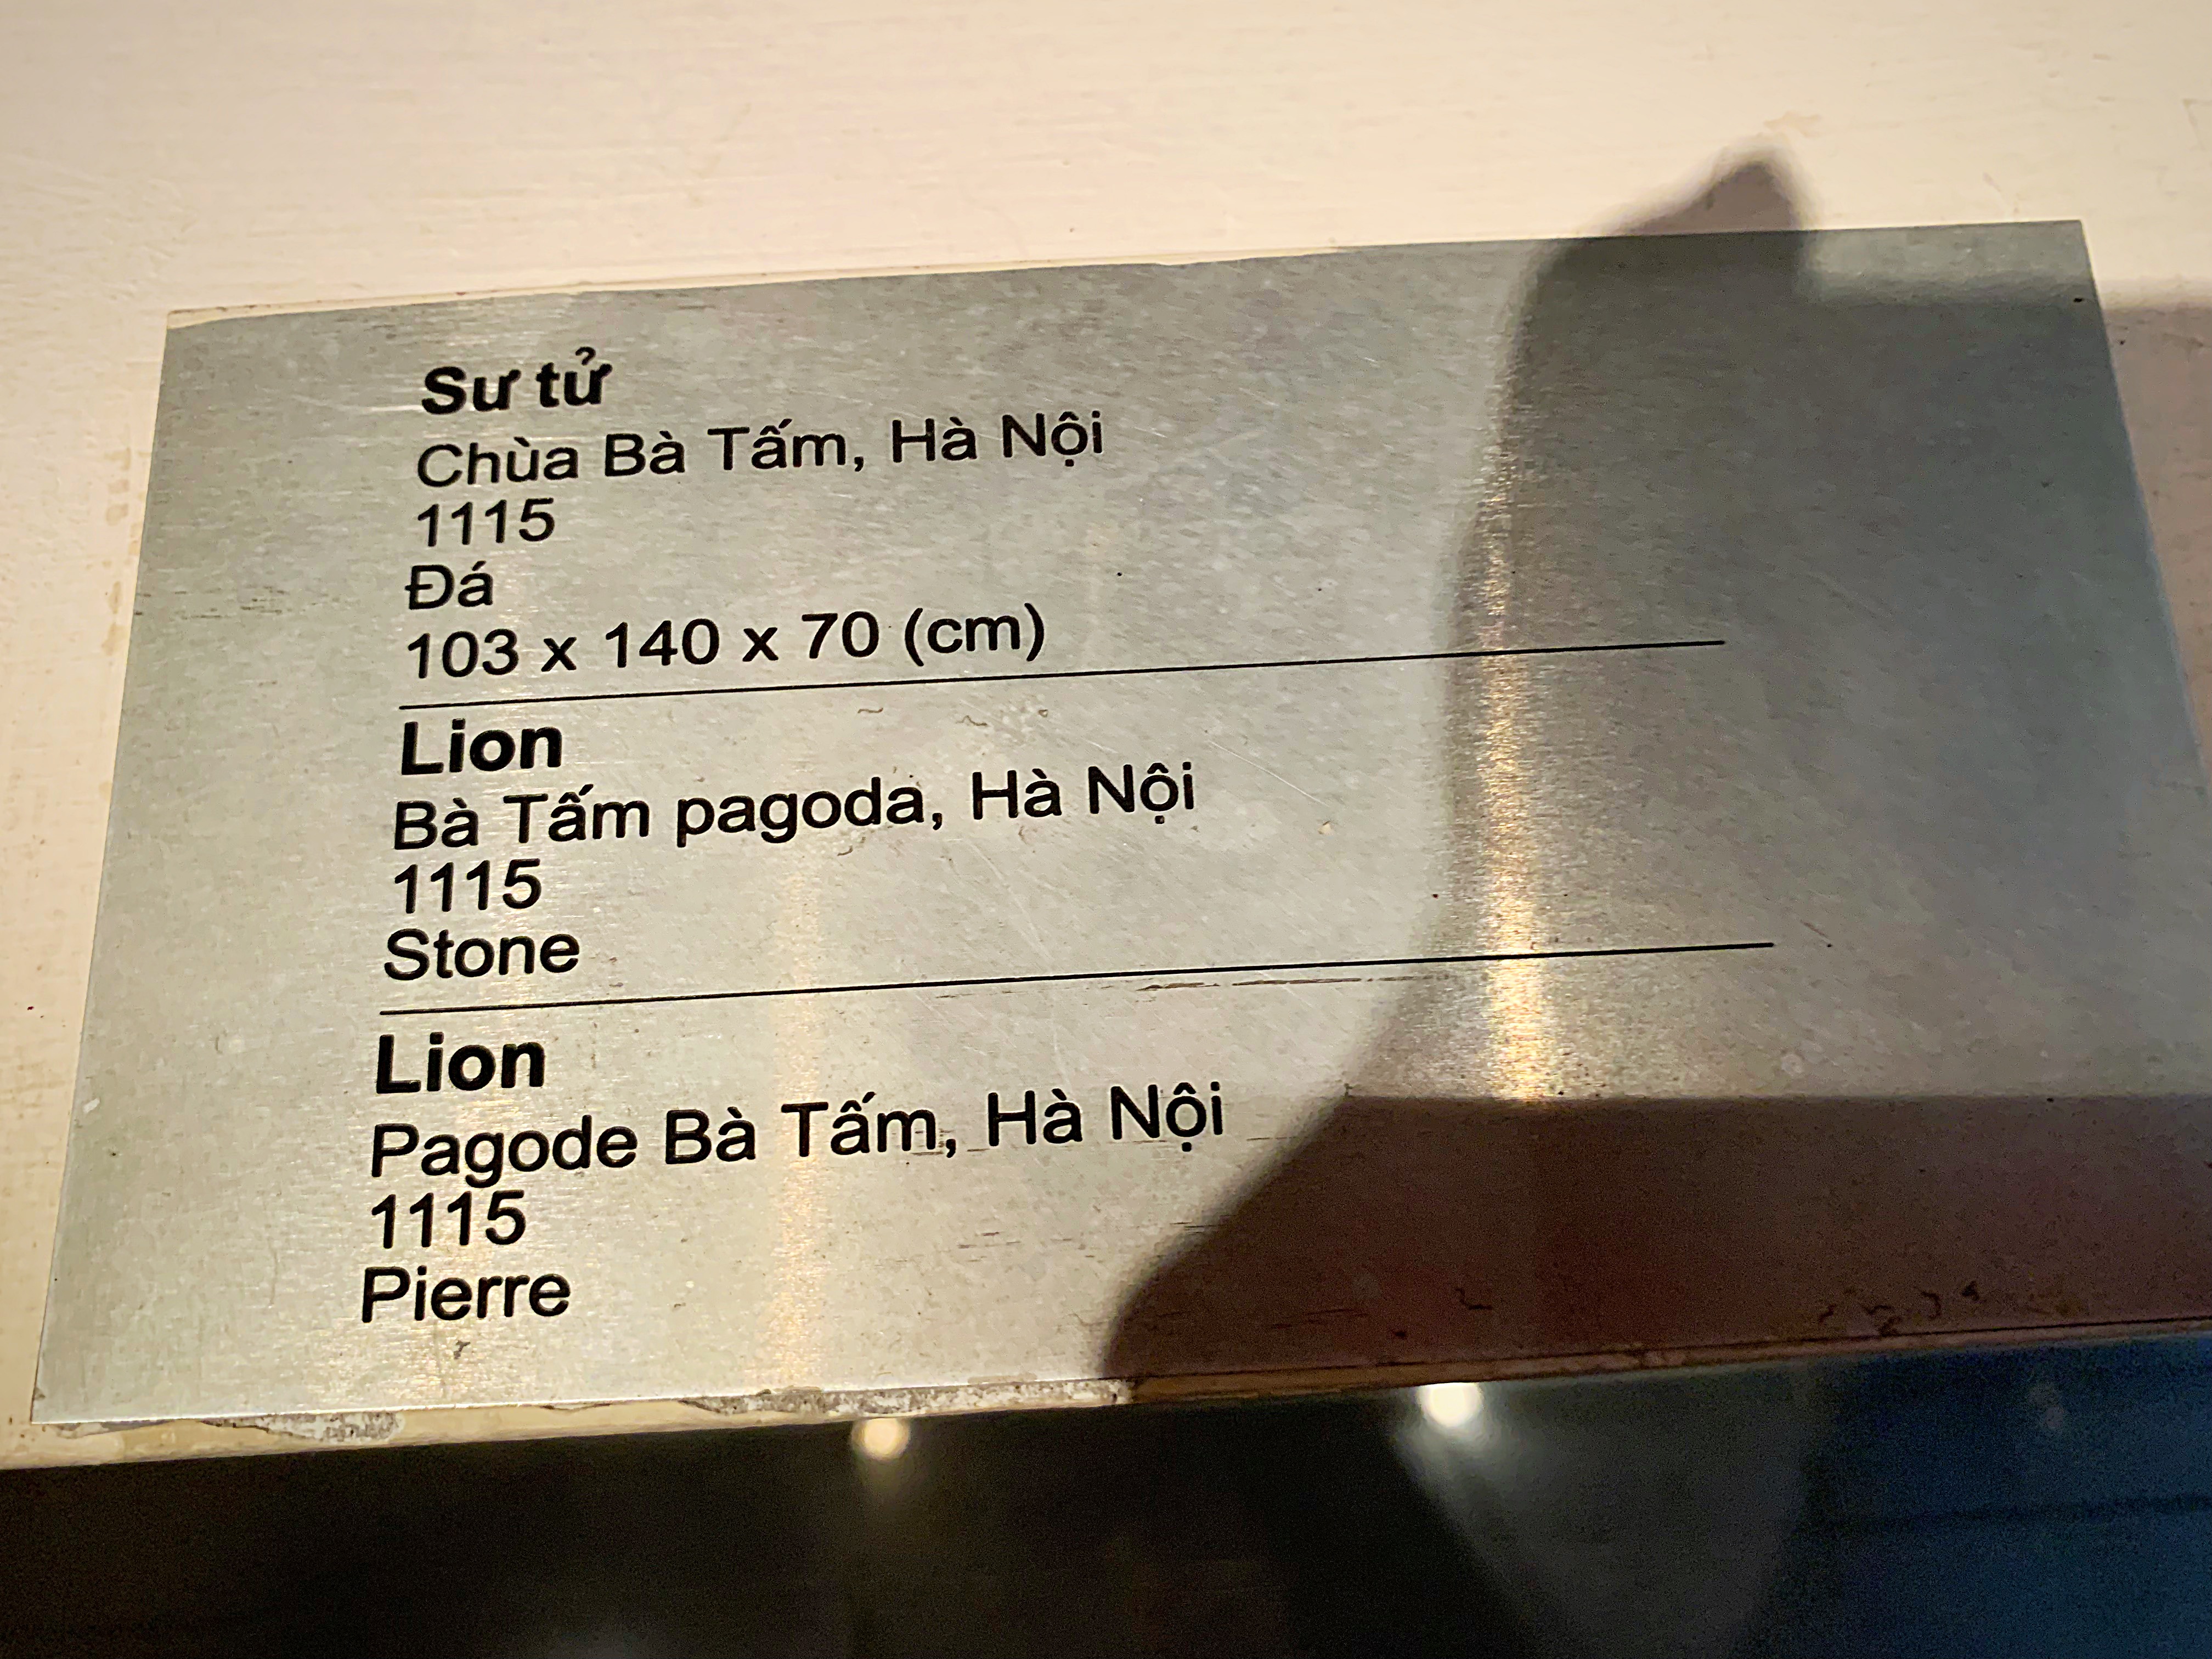 Sư tử
Chùa Bà Tấm, Hà Nội
1115
Đá
103 x 140 x 70 (cm)
Lion
Bà Tấm pagoda, Hà Nội
1115
Stone
Lion
Pagode Bà Tấm, Hà Nội
1115
Pierre